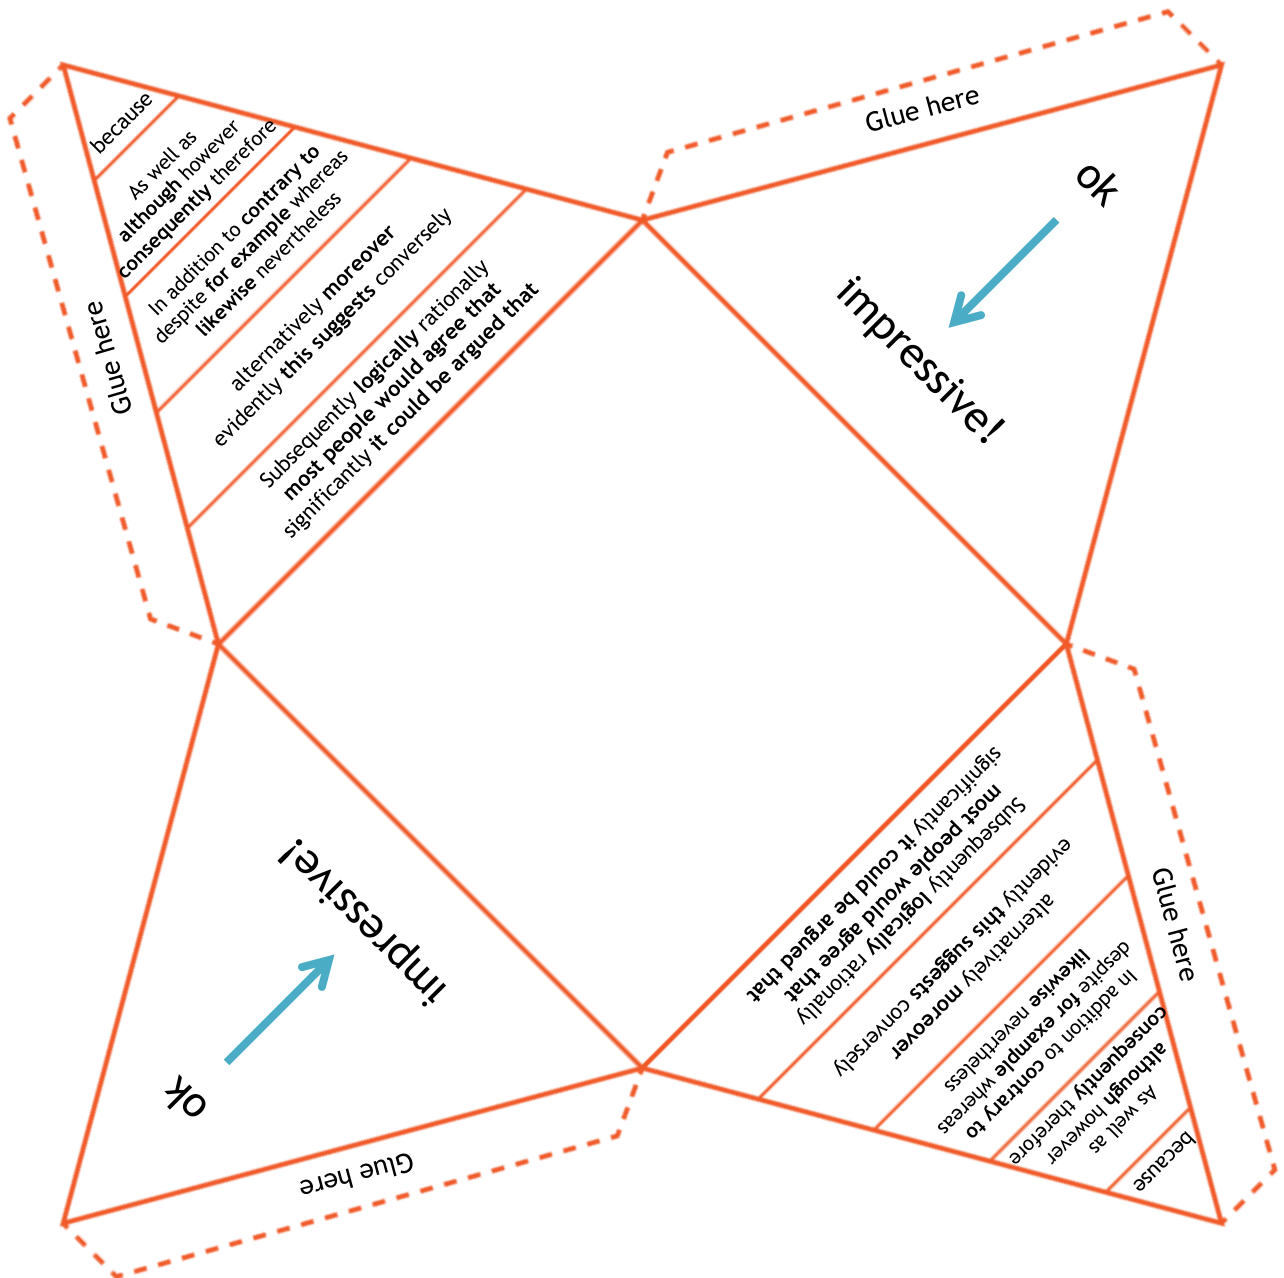 because
As well as
although however
consequently therefore
In addition to contrary to
despite for example whereas
likewise nevertheless
alternatively moreover
evidently this suggests conversely
Subsequently logically rationally
most people would agree that
significantly it could be argued that
Glue here
Glue here
ok
impressive!
impressive!
ok
Glue here
Glue here
because
As well as
although however
consequently therefore
In addition to contrary to
despite for example whereas
likewise nevertheless
alternatively moreover
evidently this suggests conversely
Subsequently logically rationally
most people would agree that
significantly it could be argued that